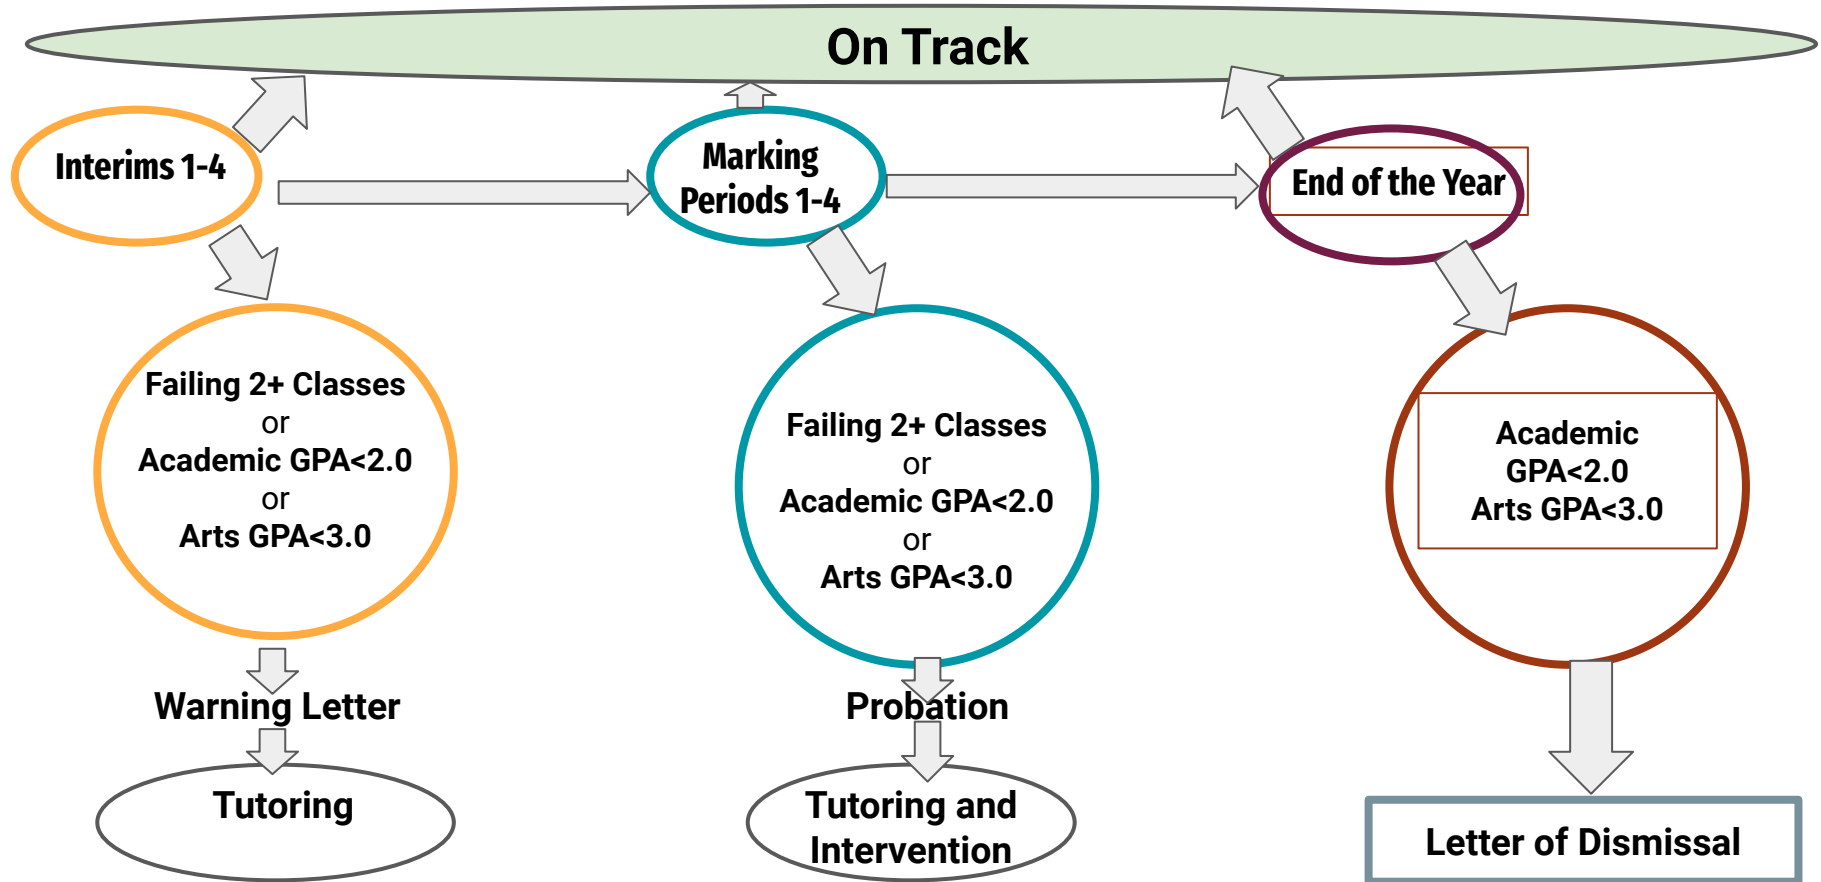 On Track
Interims 1-4
Marking
Periods 1-4
End of the Year
Failing 2+ Classes
or
Academic GPA<2.0
or
Arts GPA<3.0
Failing 2+ Classes
or
Academic GPA<2.0
or
Arts GPA<3.0
Academic
GPA<2.0
Arts GPA<3.0
Warning Letter
Probation
Tutoring
Tutoring and
Intervention
Letter of Dismissal